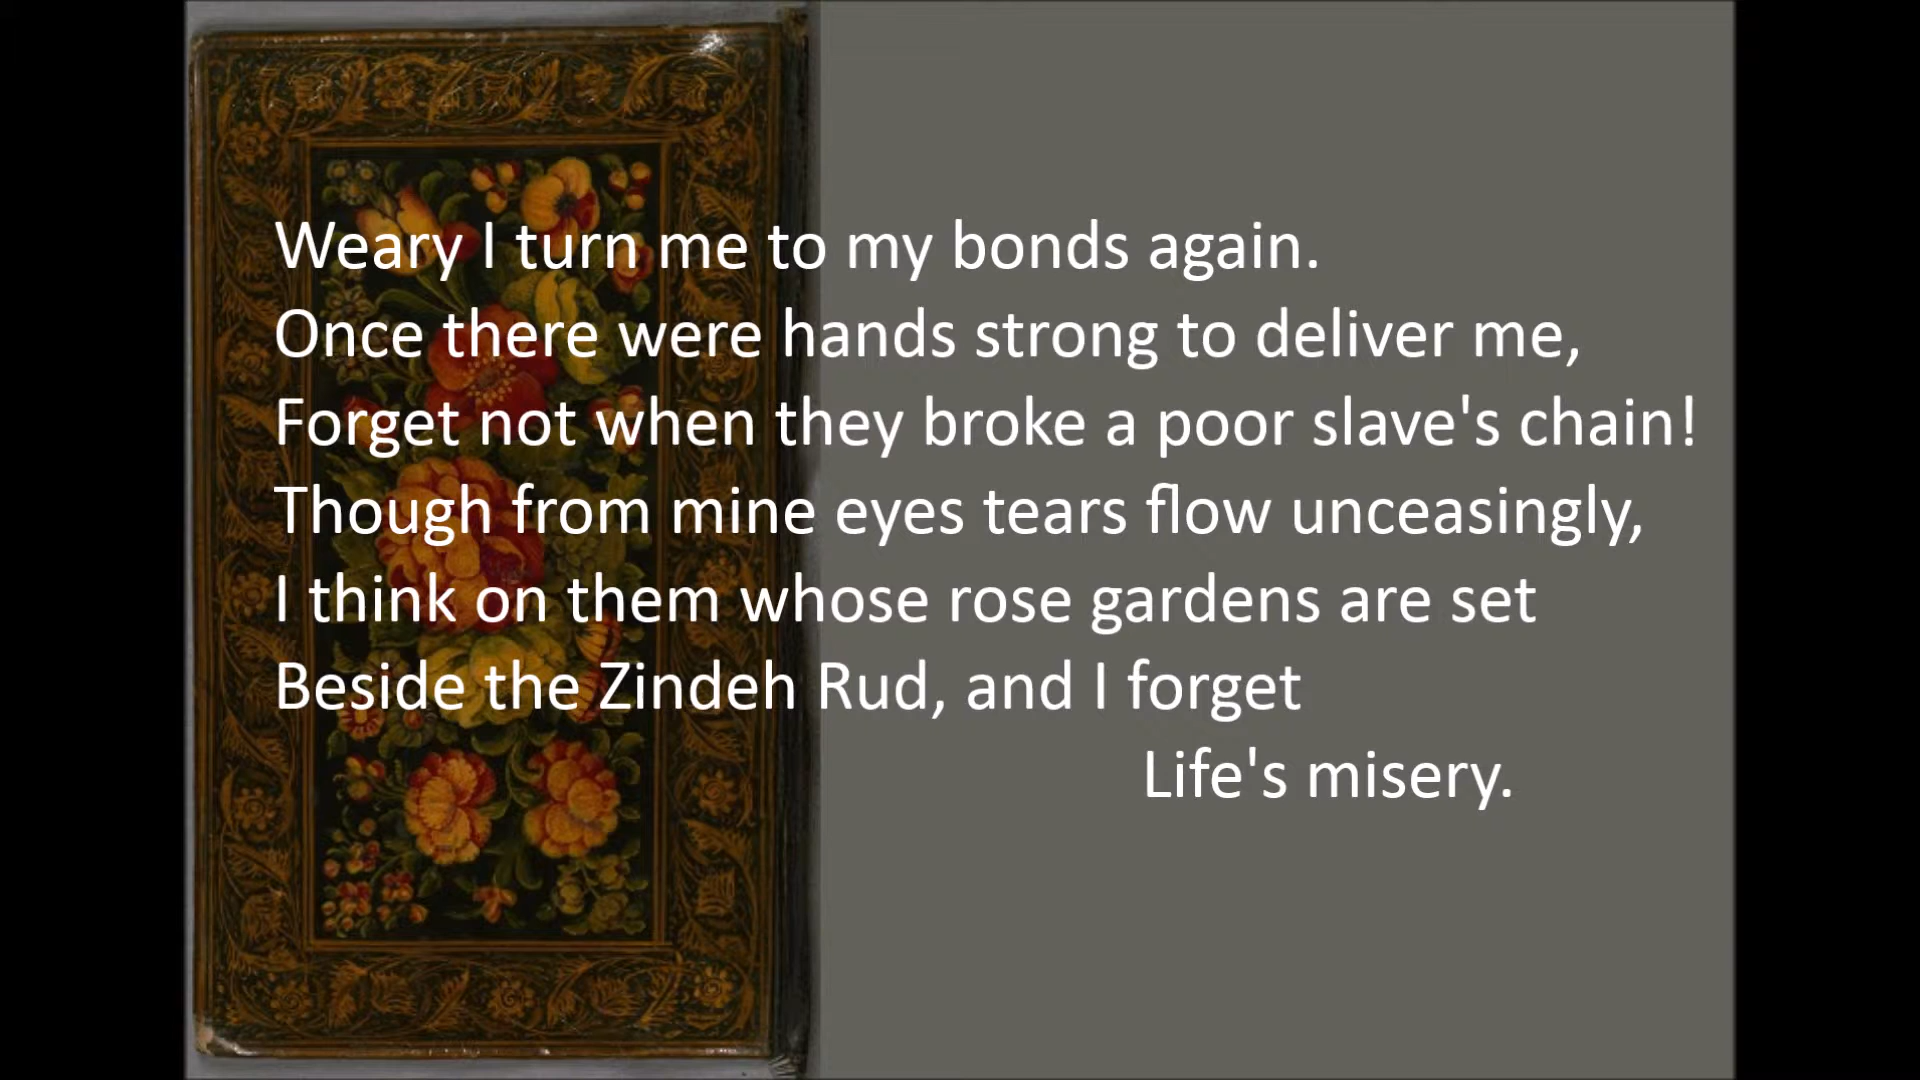 Weary I turn me to my bonds again.
Once there were hands strong to deliver me,
Forget not when they broke a poor slave's chain!
Though from mine eyes tears flow unceasingly,
I think on them whose rose gardens are set
Beside the Zindeh Rud, and I forget
Life's misery.